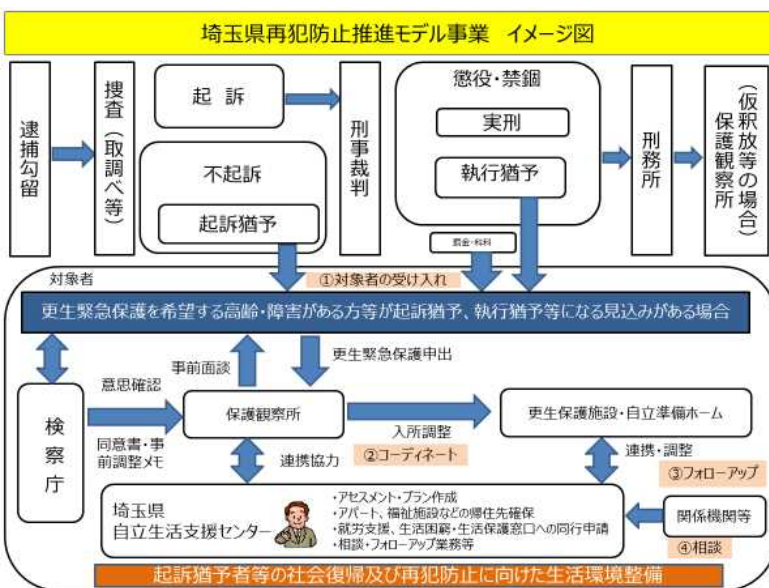 埼玉県再犯防止推進モデル事業　イメージ図
逮捕勾留
捜査（取調べ等）
起　訴
不起訴
起訴猶予
刑事裁判
懲役・禁錮
実刑
執行猶予
罰金・科料
刑務所
（仮釈放等の場合）
保護観察所
対象者
①対象者の受け入れ
更生緊急保護を希望する高齢・障害がある方等が起訴猶予、執行猶予等になる見込みがある場合
事前面談
更生緊急保護申出
検察庁
意思確認
同意書・事
前調整メモ
保護観察所
入所調整
②コーディネート
更生保護施設・自立準備ホーム
連携協力
連携・調整
③フォローアップ
埼玉県
自立生活支援センター
・アセスメント・プラン作成
・アパート、福祉施設などの帰住先確保
・就労支援、生活困窮・生活保護窓口への同行申請
・相談・フォローアップ業務等
関係機関等
④相談
起訴猶予者等の社会復帰及び再犯防止に向けた生活環境整備